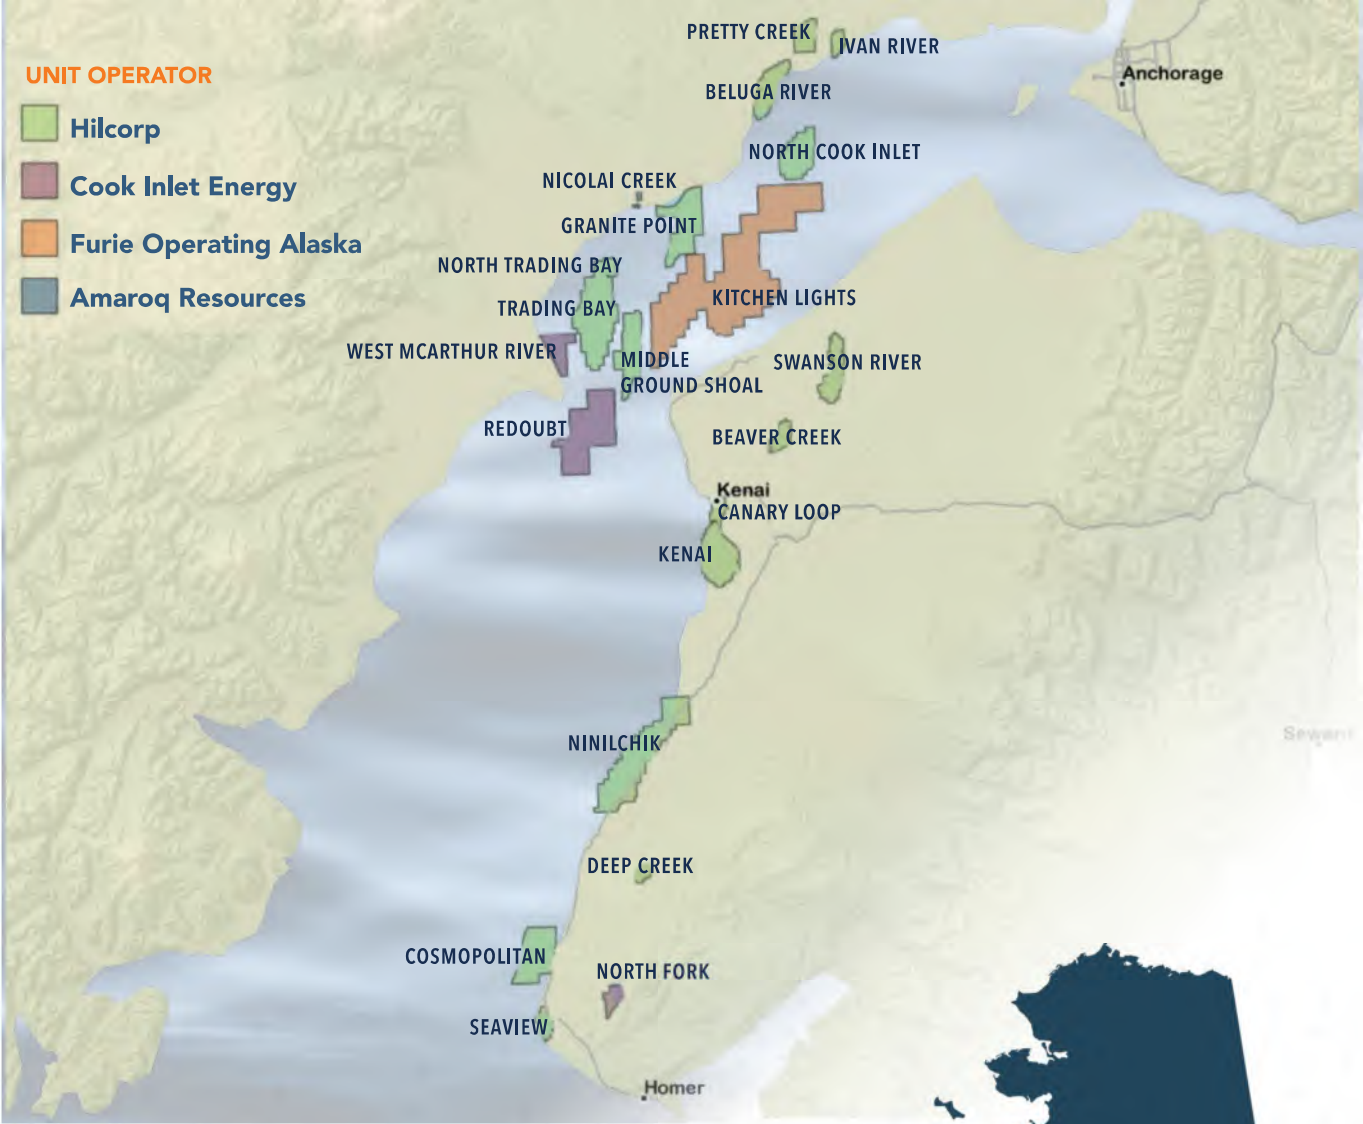 UNIT OPERATOR
Hilcorp
Cook Inlet Energy
Furie Operating Alaska
Amaroq Resources
PRETTY CREEK
IVAN RIVER
Anchorage
BELUGA RIVER
NORTH COOK INLET
NICOLAI CREEK
GRANITE POINT
NORTH TRADING BAY
KITCHEN LIGHTS
TRADING BAY
WEST MCARTHUR RIVER
MIDDLE
GROUND SHOAL
SWANSON RIVER
REDOUBT
BEAVER CREEK
Kenai
CANARY LOOP
KENAI
Seward
NINILCHIK
DEEP CREEK
COSMOPOLITAN
NORTH FORK
SEAVIEW
Homer